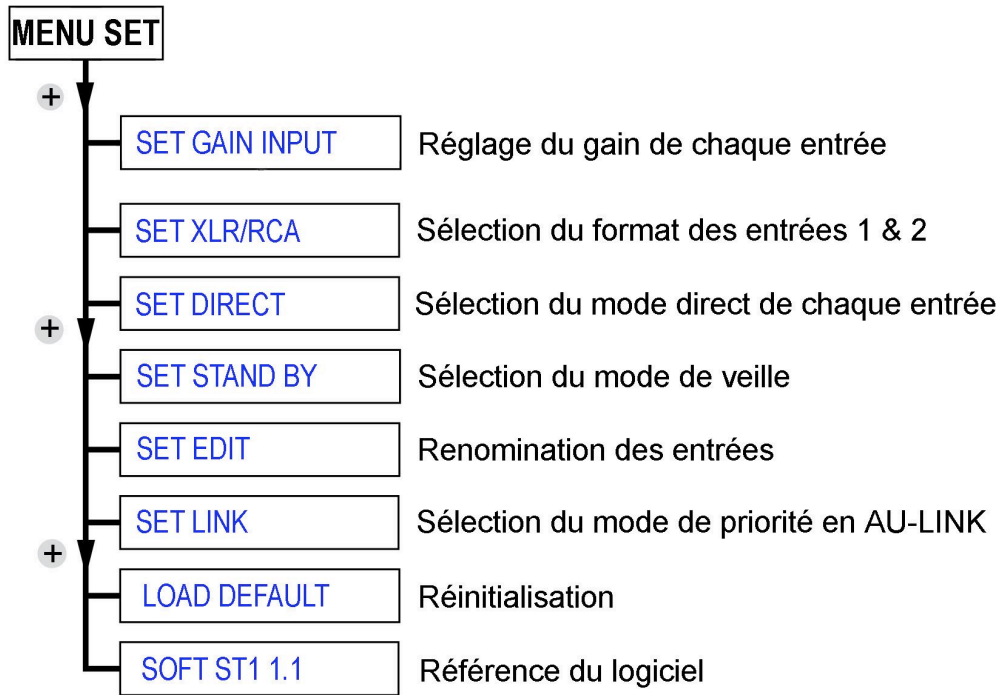 MENU SET
+
SET GAIN INPUT Réglage du gain de chaque entrée
SET XLR/RCA Sélection du format des entrées 1 & 2
SET DIRECT Sélection du mode direct de chaque entrée
+
SET STAND BY Sélection du mode de veille
SET EDIT Renomination des entrées
SET LINK Sélection du mode de priorité en AU-LINK
+
LOAD DEFAULT Réinitialisation
SOFT ST1 1.1 Référence du logiciel